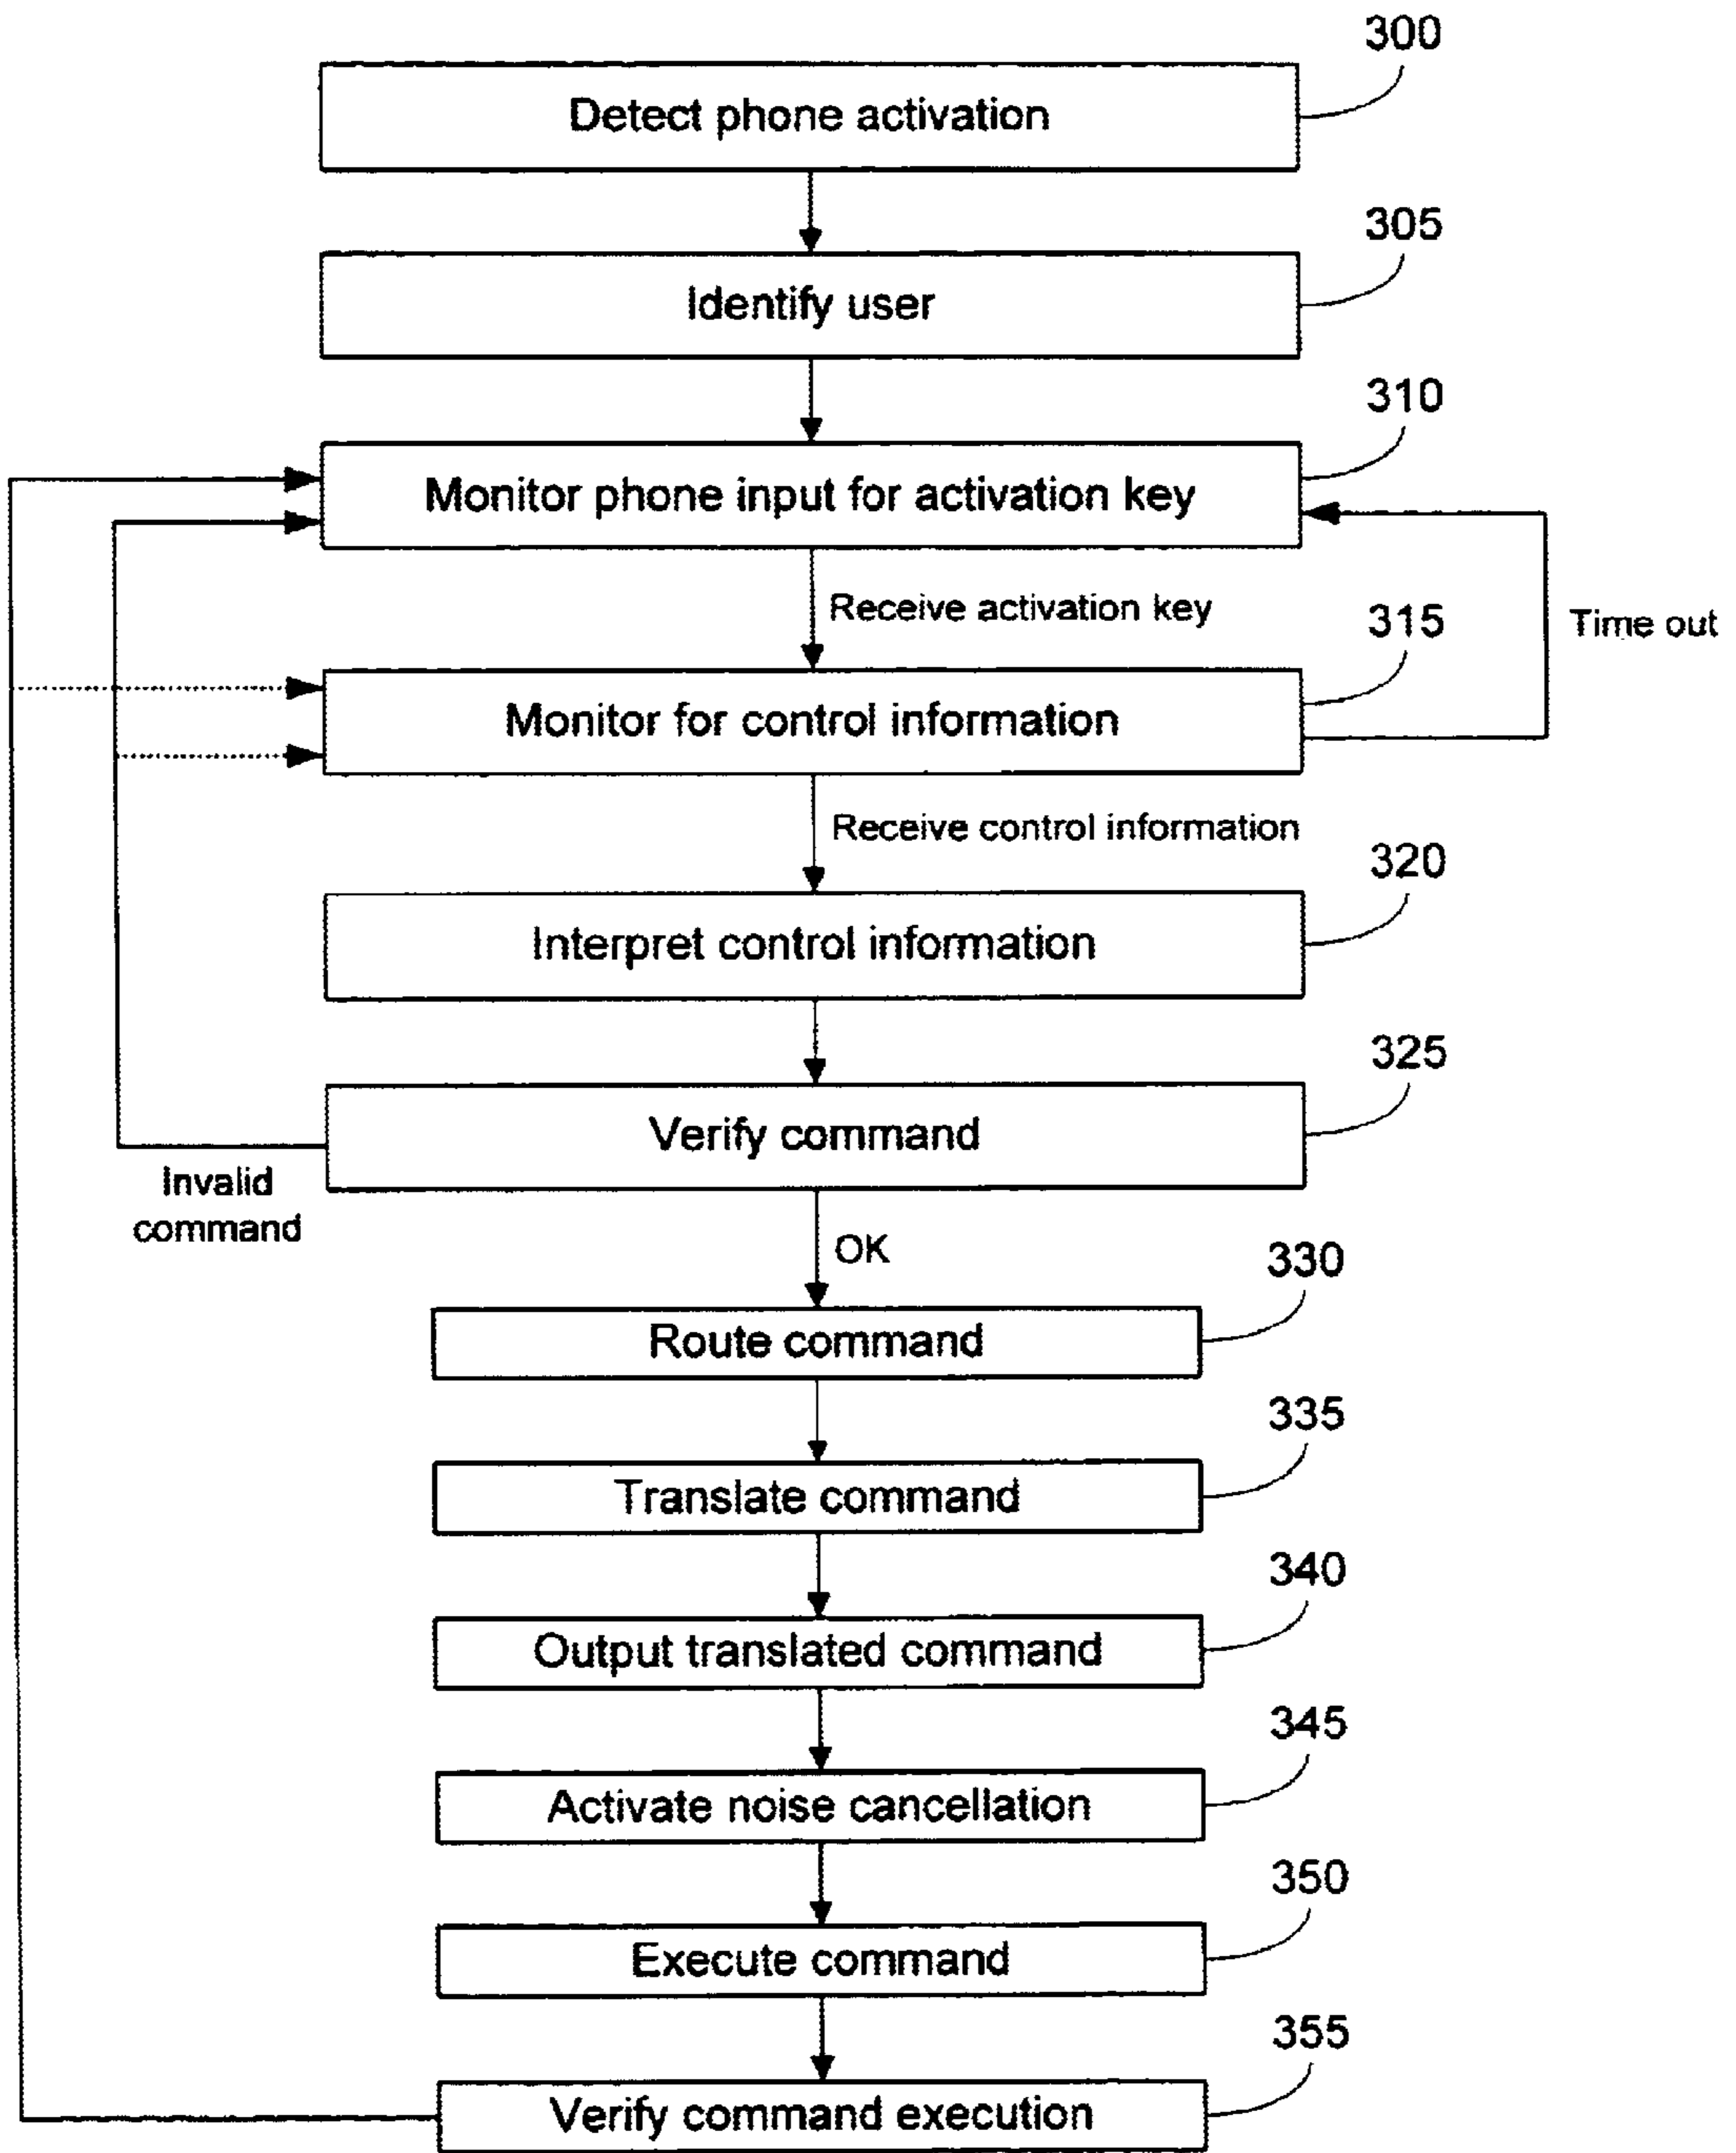 300
Detect phone activation
305
Identify user
310
Monitor phone input for activation key
Receive activation key
315
Time out
Monitor for control information
Receive control information
320
Interpret control information
325
Verify command
Invalid
command
OK
330
Route command
335
Translate command
340
Output translated command
345
Activate noise cancellation
350
Execute command
355
Verify command execution